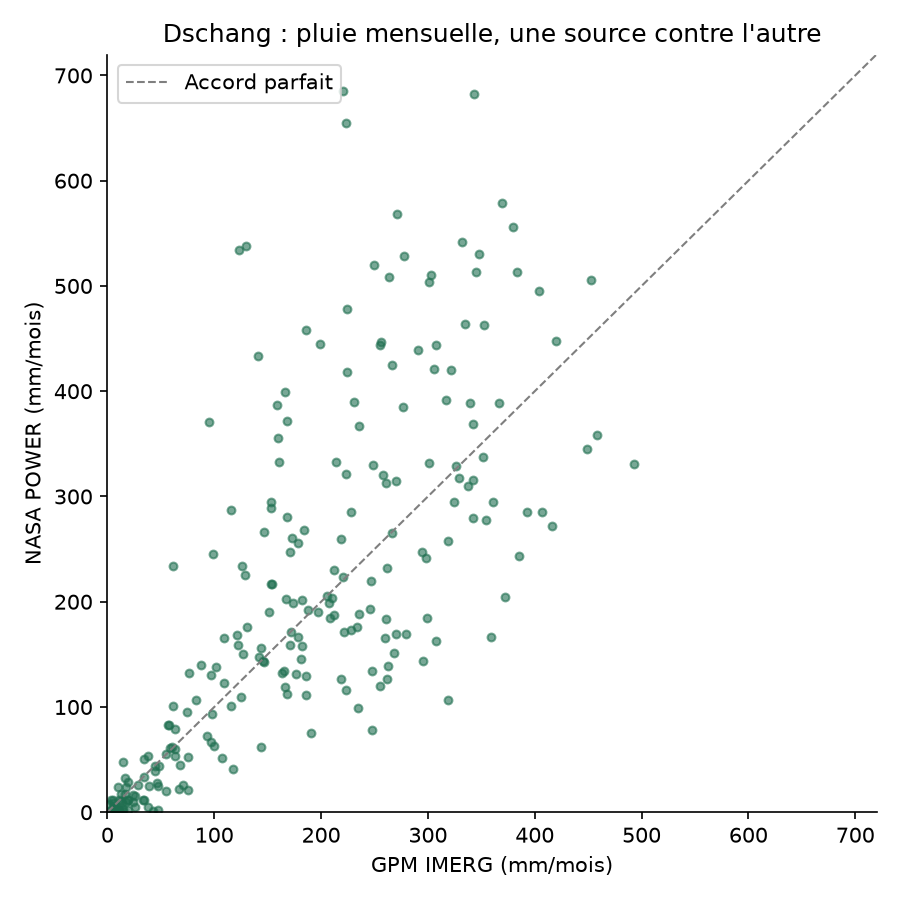 Dschang : pluie mensuelle, une source contre l'autre
Accord parfait
700
600
500
400
300
200
100
0
NASA POWER (mm/mois)
0 100 200 300 400 500 600 700
GPM IMERG (mm/mois)